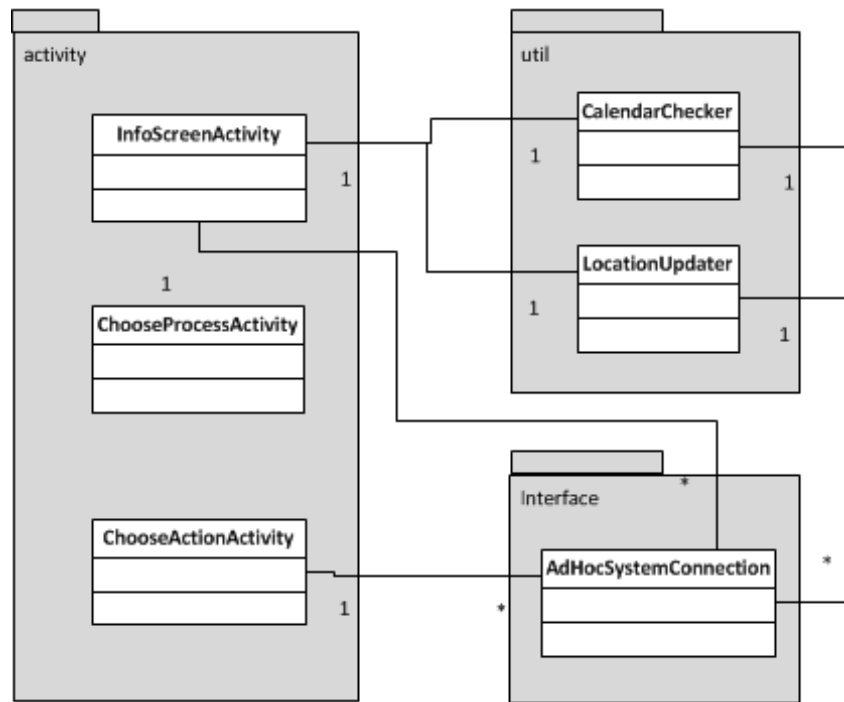 activity
InfoScreenActivity
1
1
ChooseProcessActivity
ChooseActionActivity
1
util
CalendarChecker
1
1
LocationUpdater
1
1
*
Interface
AdHocSystemConnection
*
*